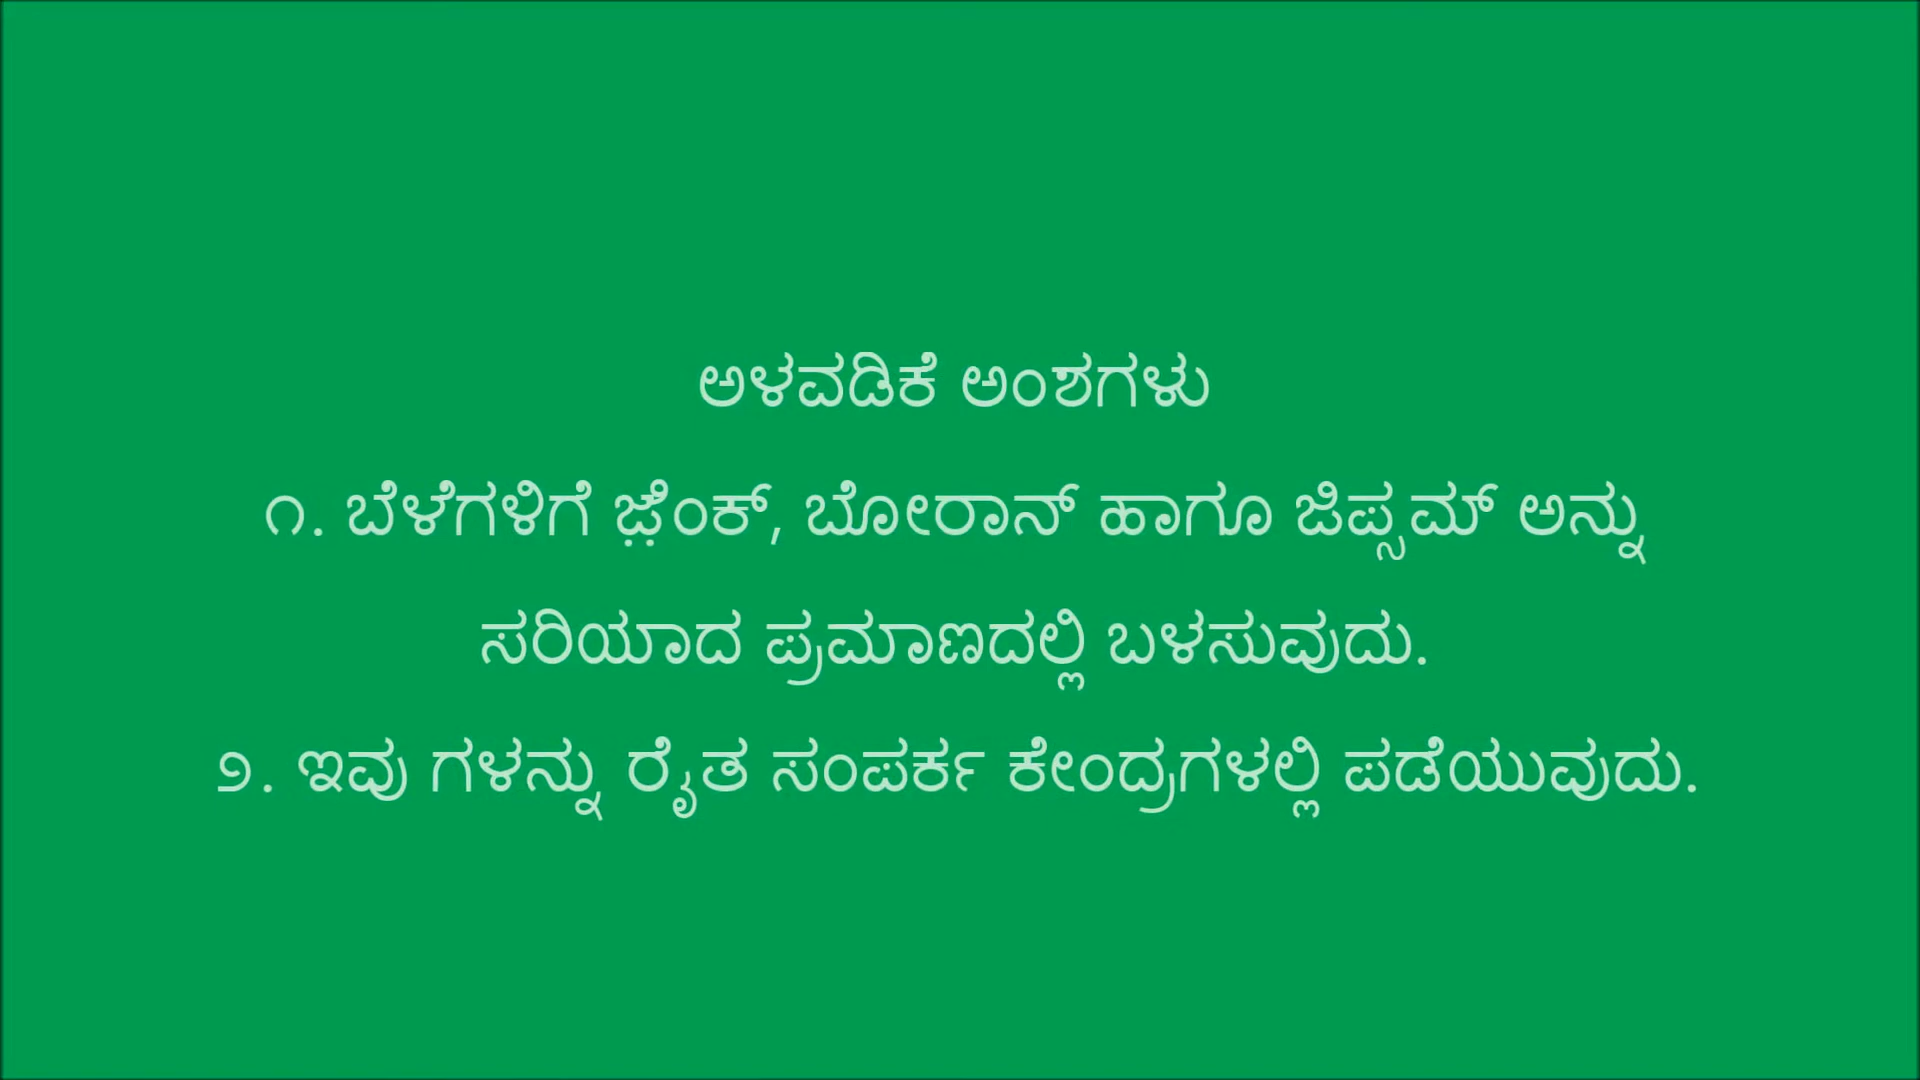 ಅಳವಡಿಕೆ ಅಂಶಗಳು
೧. ಬೆಳೆಗಳಿಗೆ ಜ಼ಿಂಕ್, ಬೋರಾನ್ ಹಾಗೂ ಜಿಪ್ಸಮ್ ಅನ್ನು
ಸರಿಯಾದ ಪ್ರಮಾಣದಲ್ಲಿ ಬಳಸುವುದು.
೨. ಇವು ಗಳನ್ನು ರೈತ ಸಂಪರ್ಕ ಕೇಂದ್ರಗಳಲ್ಲಿ ಪಡೆಯುವುದು.